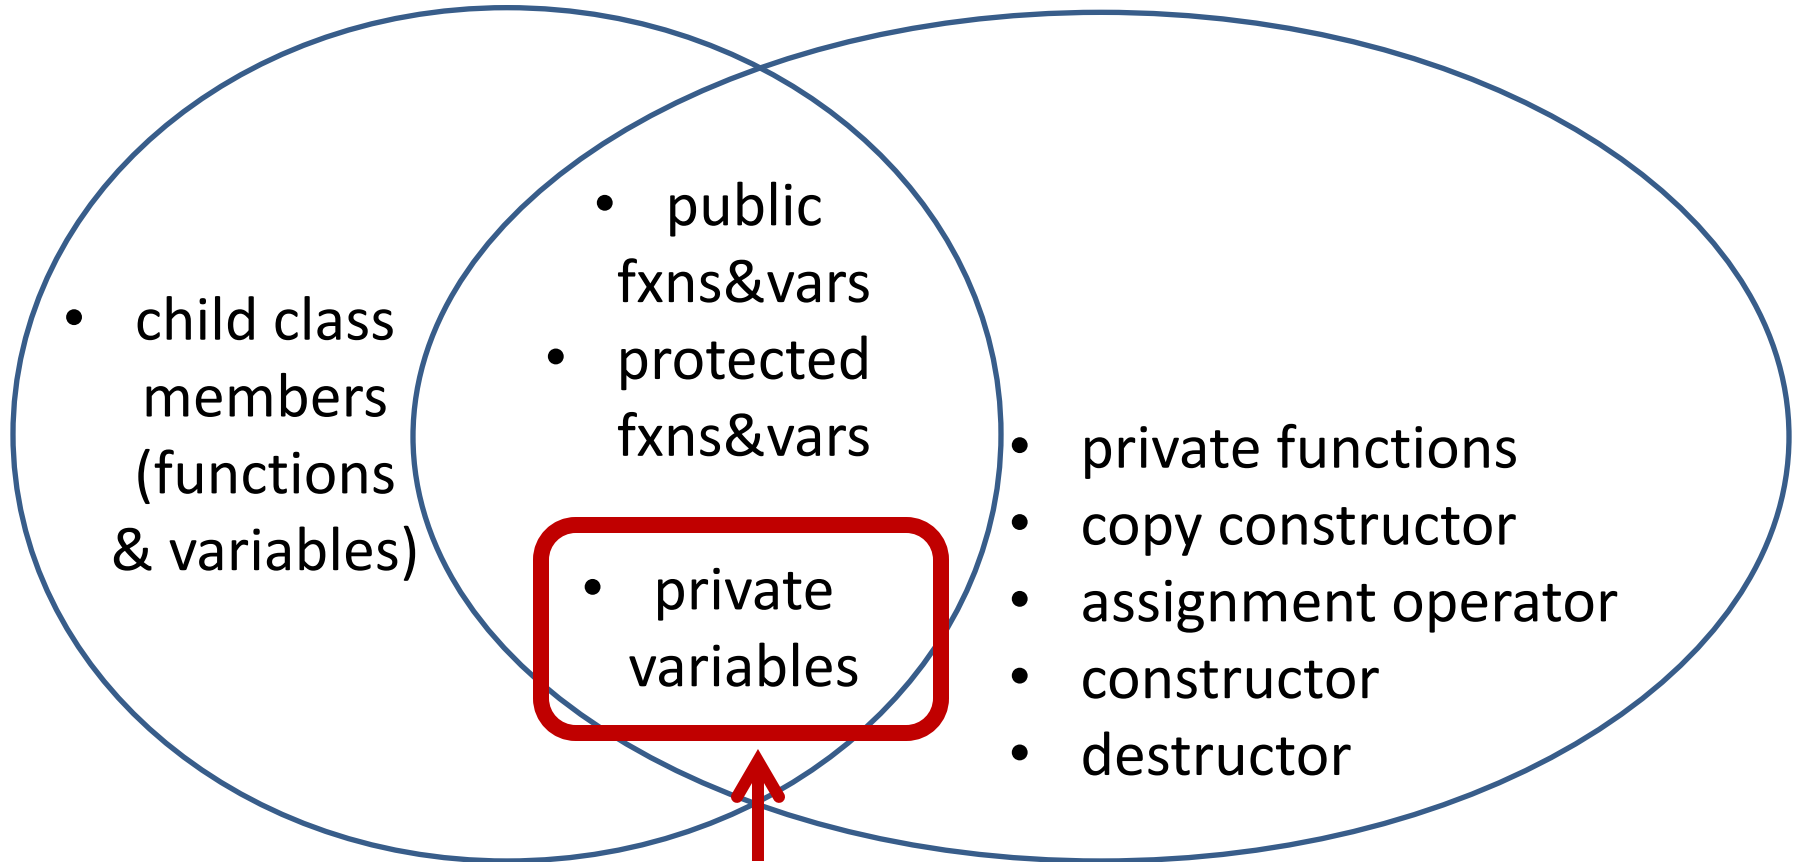 • child class
members
(functions
& variables)
• public
fxns&vars
• protected
fxns&vars
• private
variables
• private functions
• copy constructor
• assignment operator
• constructor
• destructor